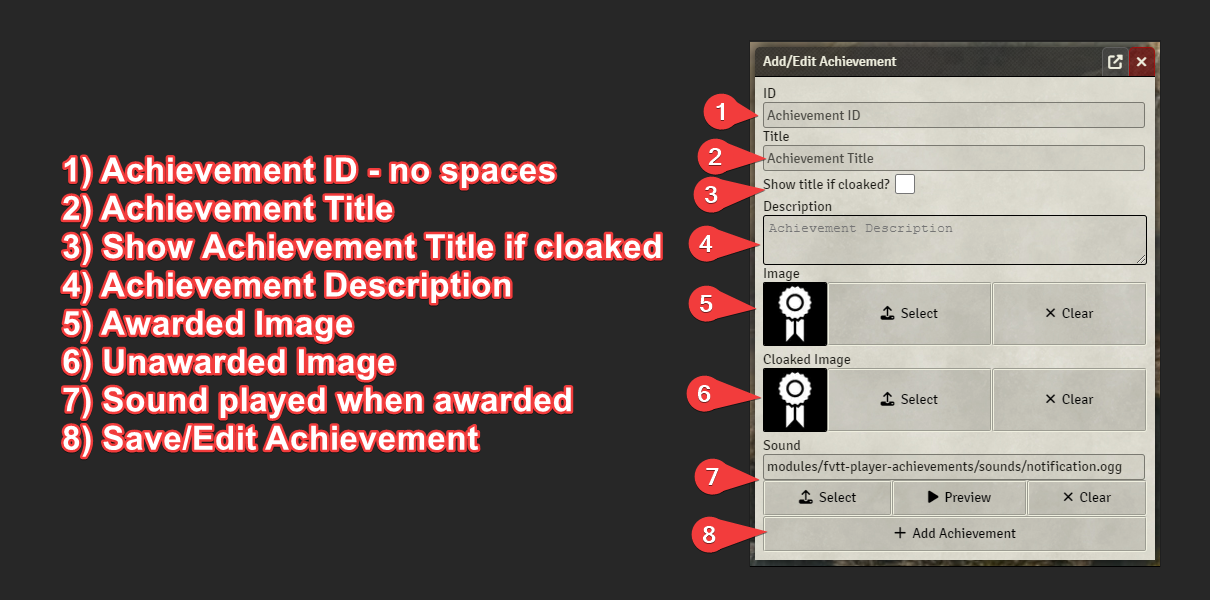 1) Achievement ID - no spaces
2) Achievement Title
3) Show Achievement Title if cloaked
4) Achievement Description
5) Awarded Image
6) Unawarded Image
7) Sound played when awarded
8) Save/Edit Achievement
Add/Edit Achievement
ID
1 Achievement ID
Title
2 Achievement Title
3 Show title if cloaked?
Description
4 Achievement Description
Image
5 Select Clear
Cloaked Image
6 Select Clear
Sound
modules/fvtt-player-achievements/sounds/notification.ogg
7 Select Preview Clear
8 Add Achievement